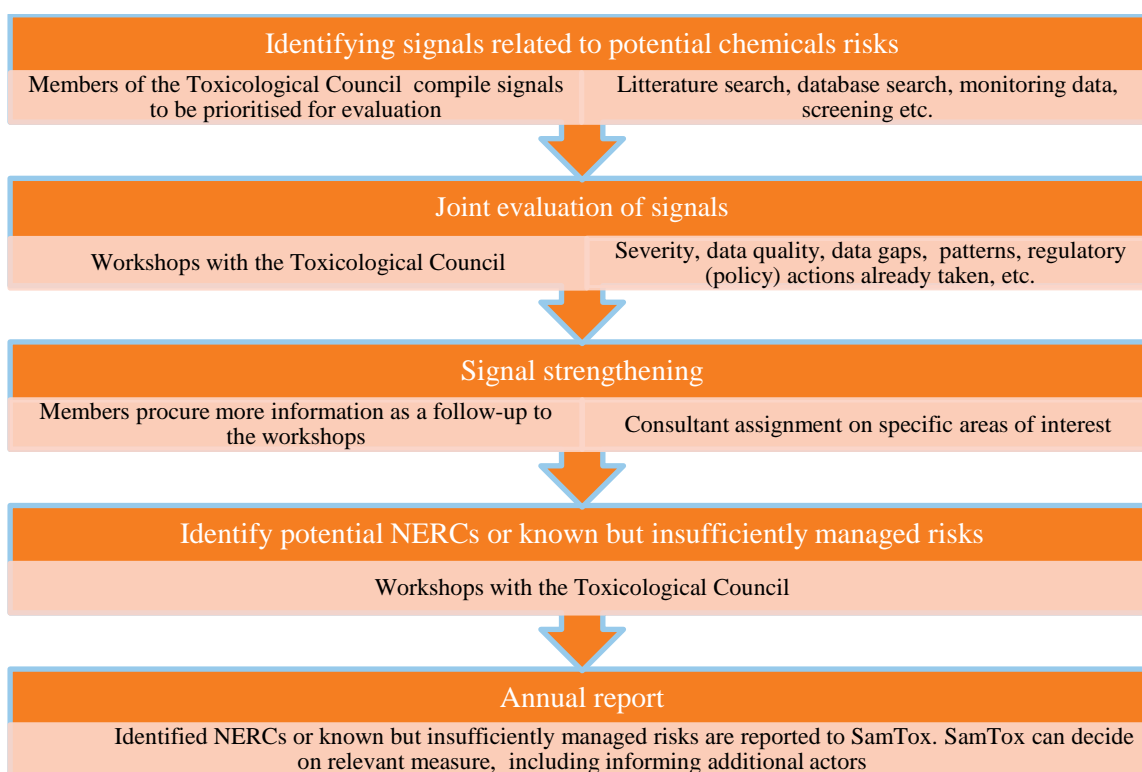 Identifying signals related to potential chemicals risks
Members of the Toxicological Council compile signals
to be prioritised for evaluation
Litterature search, database search, monitoring data,
screening etc.
Joint evaluation of signals
Workshops with the Toxicological Council
Severity, data quality, data gaps, patterns, regulatory
(policy) actions already taken, etc.
Signal strengthening
Members procure more information as a follow-up to
the workshops
Consultant assignment on specific areas of interest
Identify potential NERCs or known but insufficiently managed risks
Workshops with the Toxicological Council
Annual report
Identified NERCs or known but insufficiently managed risks are reported to SamTox. SamTox can decide
on relevant measure, including informing additional actors